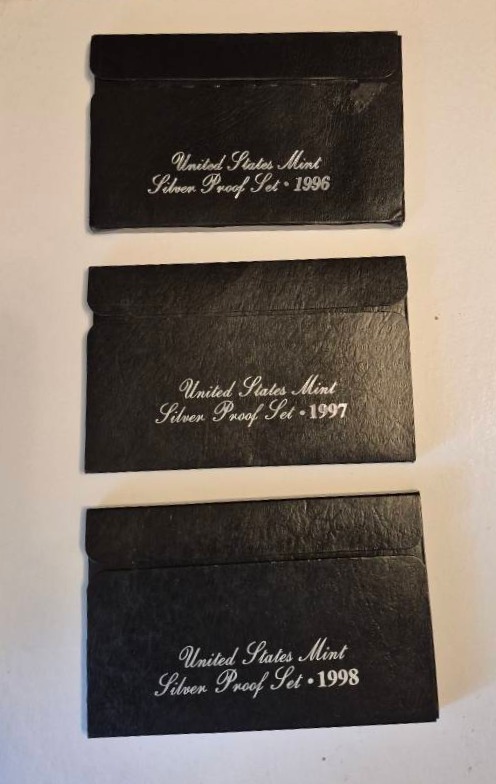 United States Mint
Silver Proof Set • 1996
United States Mint
Silver Proof Set • 1997
United States Mint
Silver Proof Set • 1998